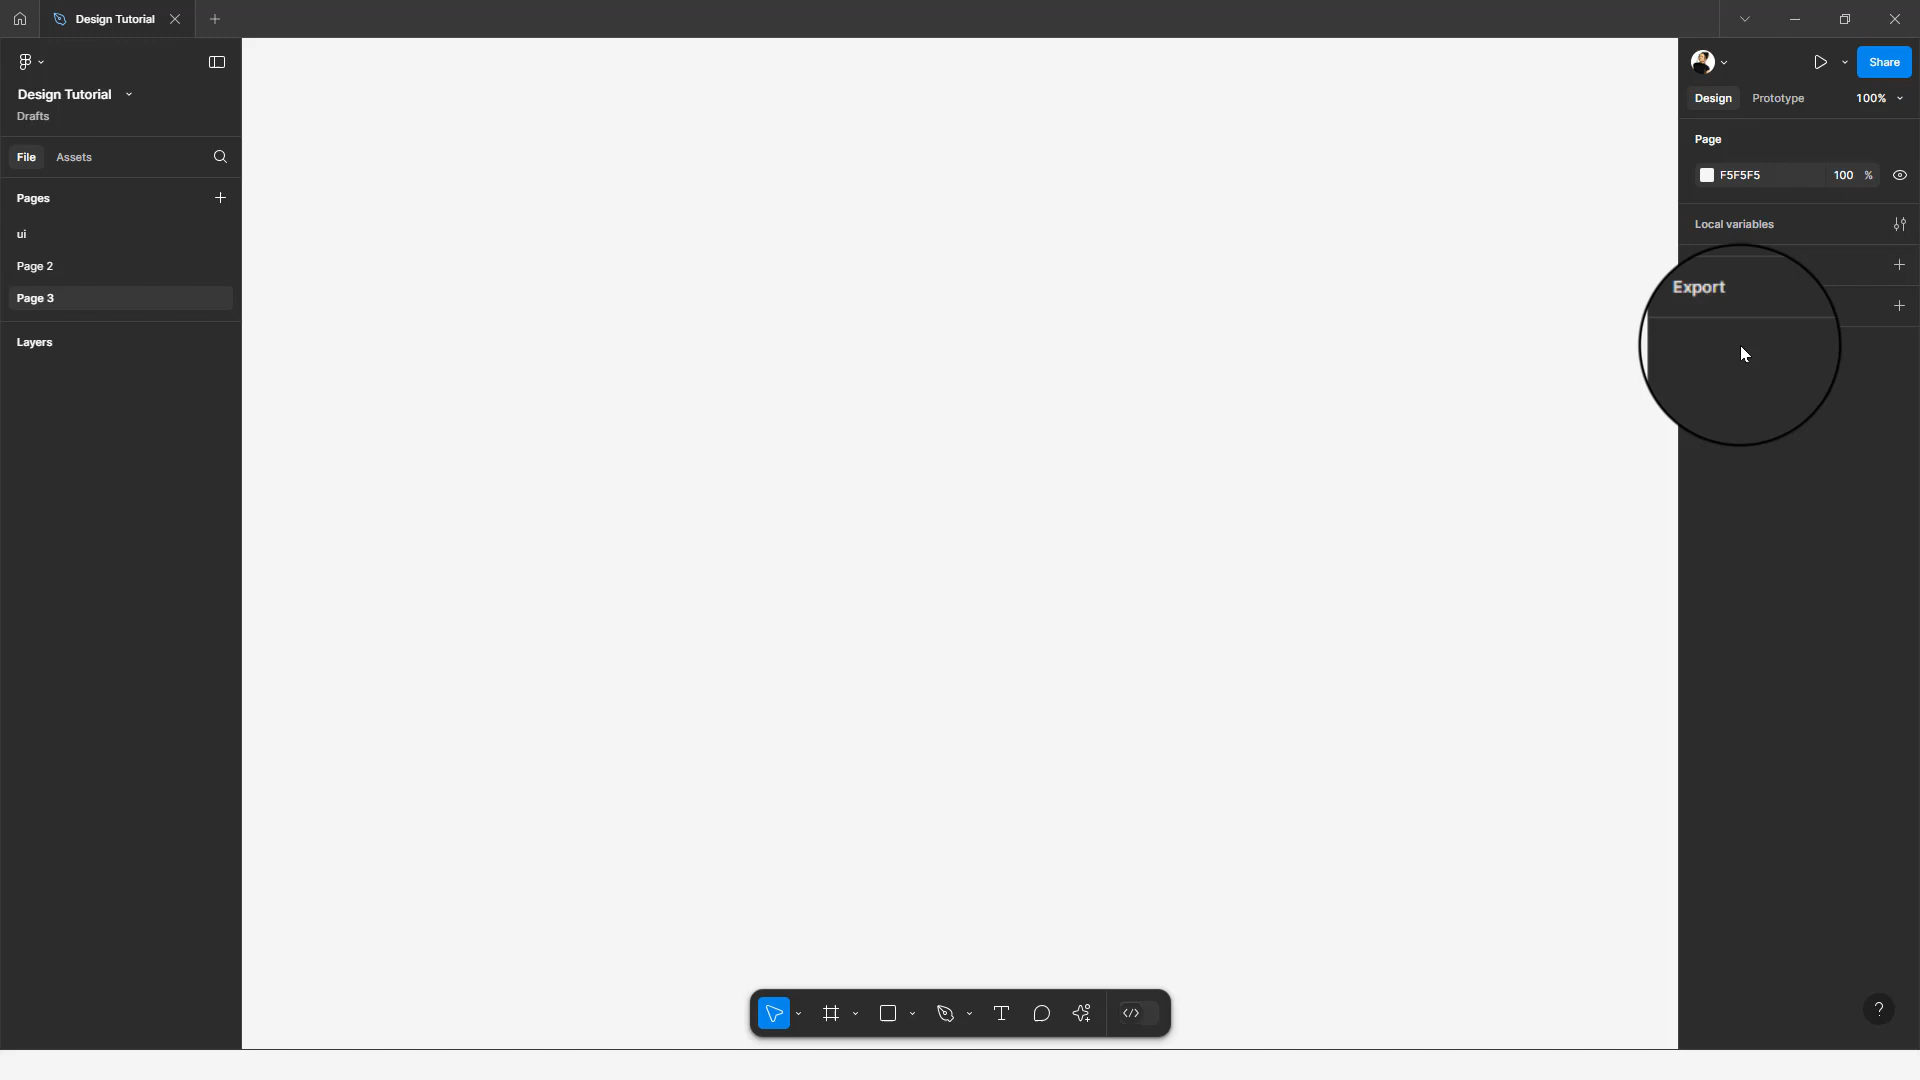 Design Tutorial
Design Tutorial
Drafts
File
Assets
Pages
ui
Page 2
Page 3
Layers
Share
Design
Prototype
100%
Page
F5F5F5
100
%
Local variables
Export
?